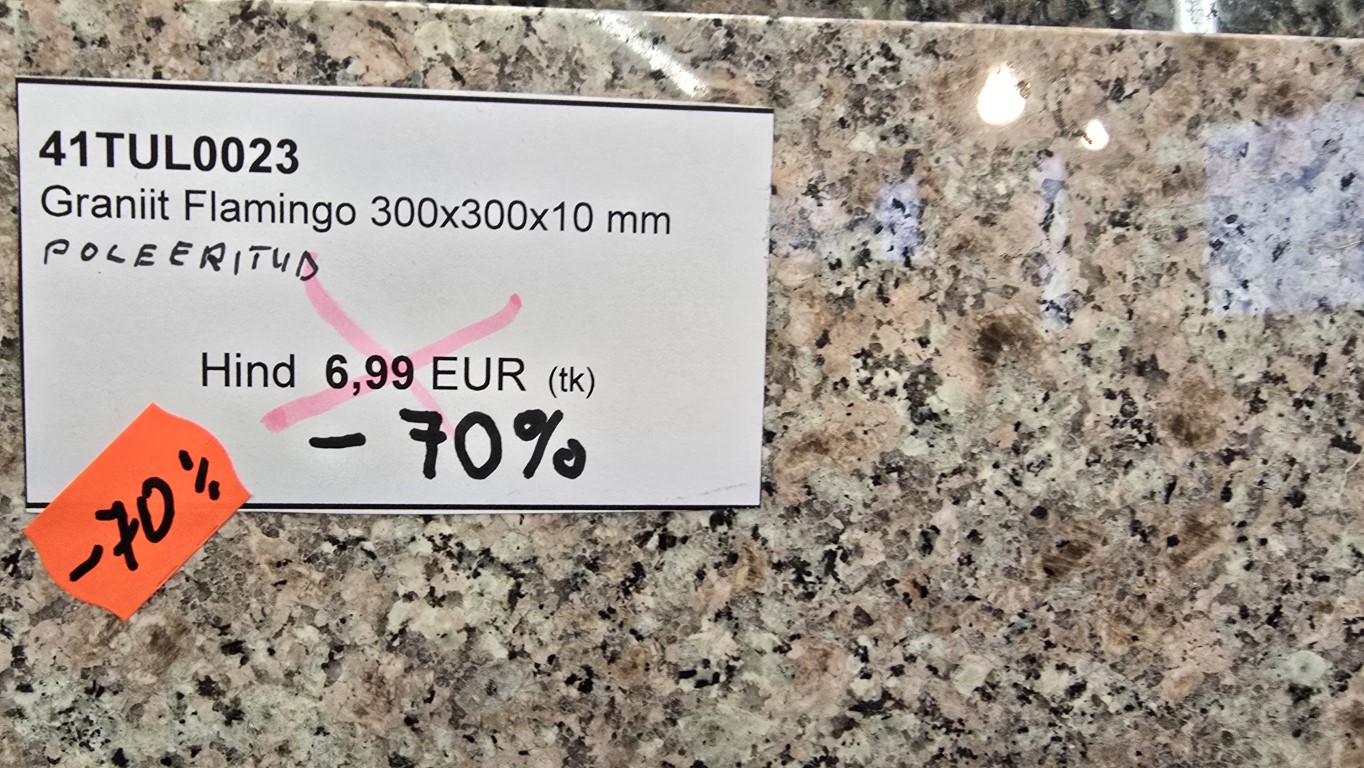 41TUL0023
Graniit Flamingo 300x300x10 mm
POLEERITUD
Hind 6,99 EUR (tk)
- 70%
-70%